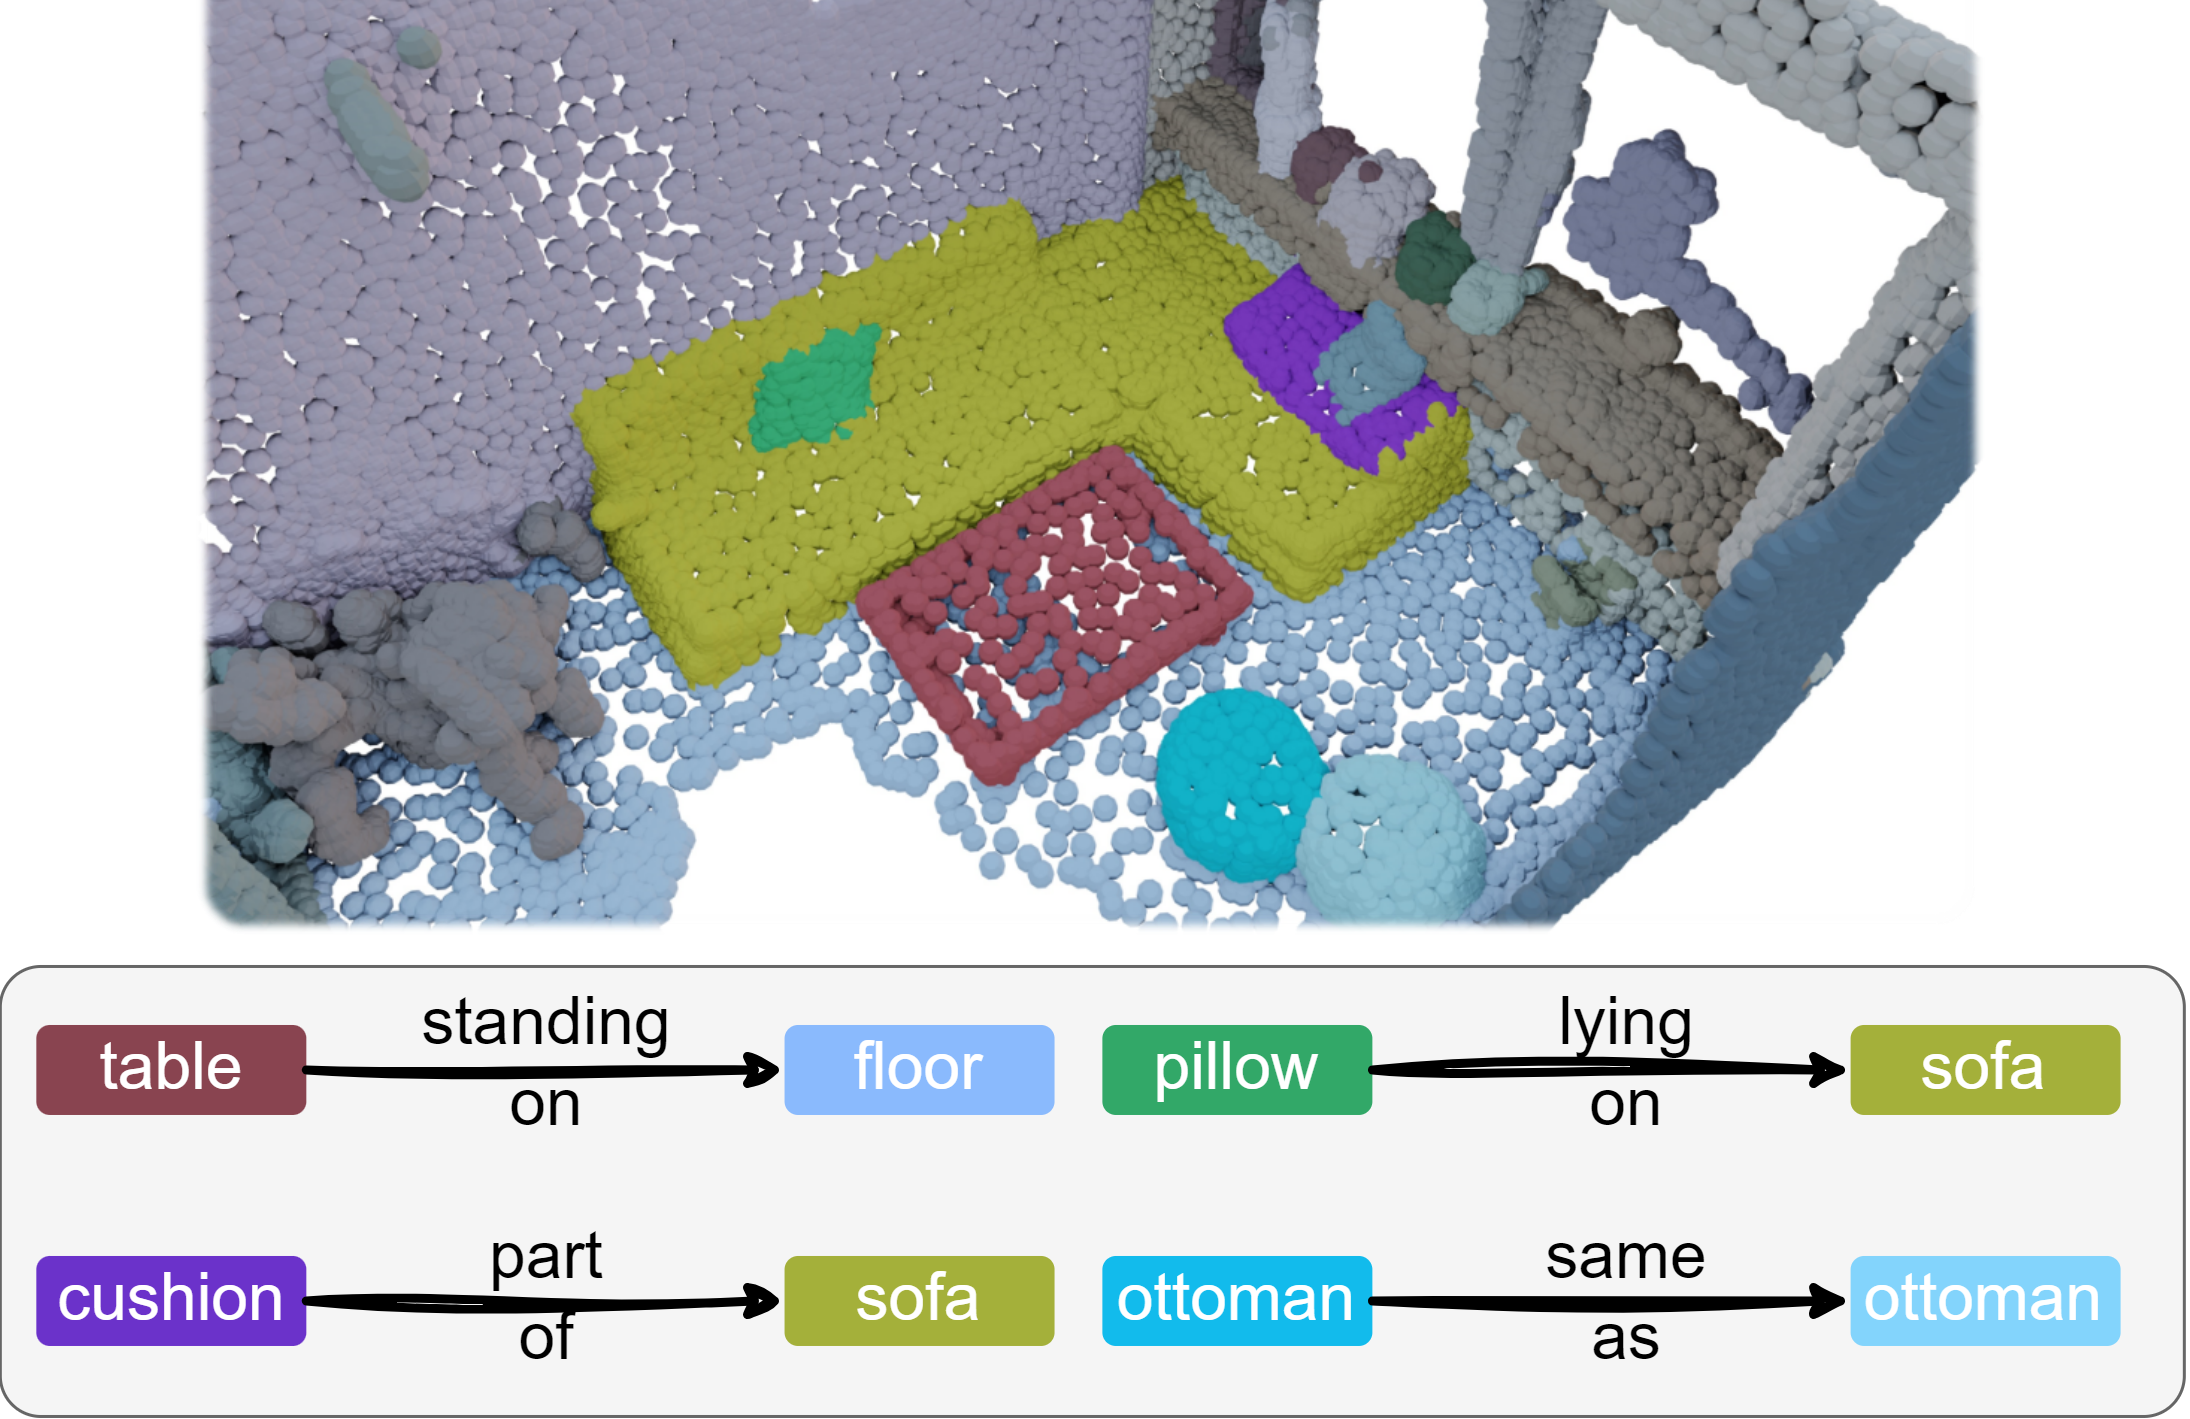 table standing on floor
pillow lying on sofa
cushion part of sofa
ottoman same as ottoman